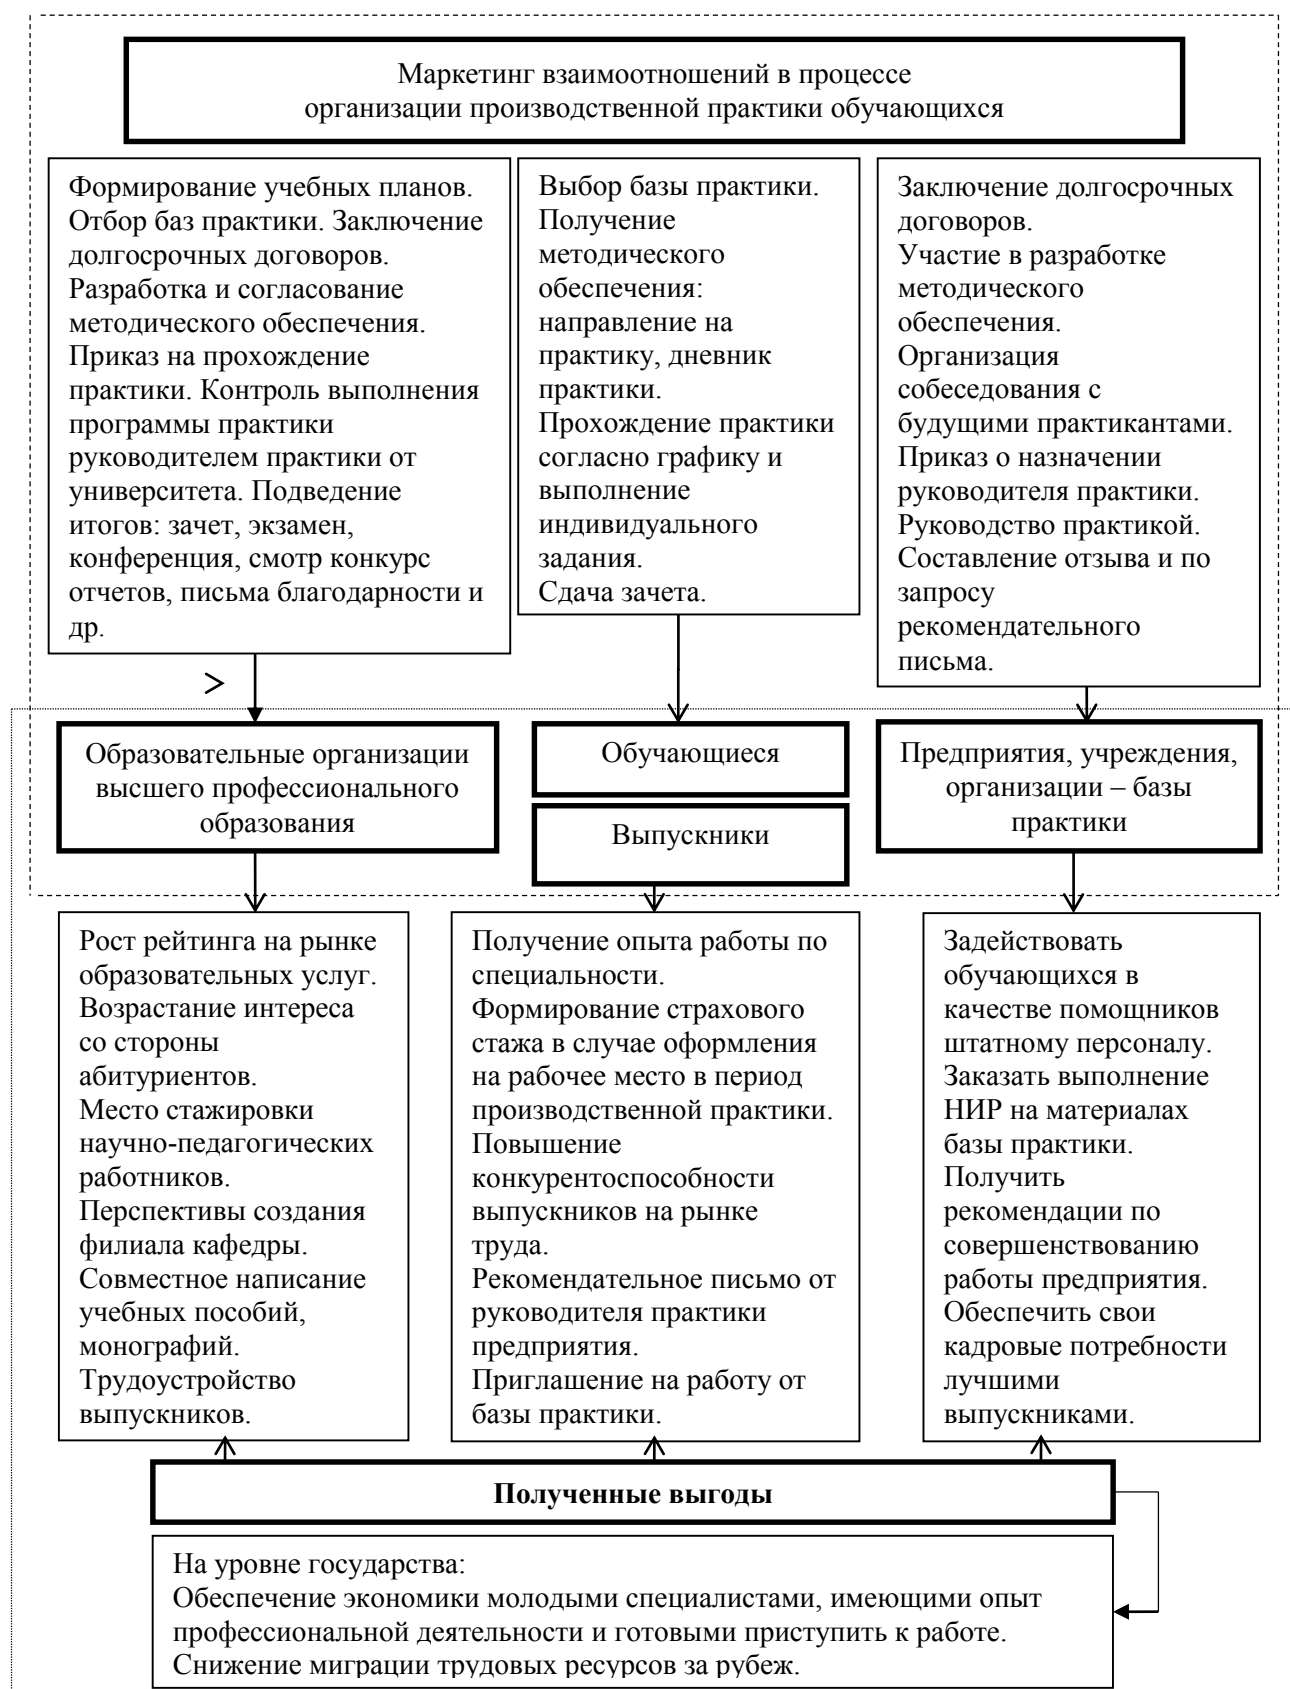 Маркетинг взаимоотношений в процессе
организации производственной практики обучающихся
Формирование учебных планов.
Отбор баз практики. Заключение
долгосрочных договоров.
Разработка и согласование
методического обеспечения.
Приказ на прохождение
практики. Контроль выполнения
программы практики
руководителем практики от
университета. Подведение
итогов: зачет, экзамен,
конференция, смотр конкурс
отчетов, письма благодарности и
др.
Выбор базы практики.
Получение
методического
обеспечения:
направление на
практику, дневник
практики.
Прохождение практики
согласно графику и
выполнение
индивидуального
задания.
Сдача зачета.
Заключение долгосрочных
договоров.
Участие в разработке
методического
обеспечения.
Организация
собеседования с
будущими практикантами.
Приказ о назначении
руководителя практики.
Руководство практикой.
Составление отзыва и по
запросу
рекомендательного
письма.
Образовательные организации
высшего профессионального
образования
Обучающиеся
Выпускники
Предприятия, учреждения,
организации – базы
практики
Рост рейтинга на рынке
образовательных услуг.
Возрастание интереса
со стороны
абитуриентов.
Место стажировки
научно-педагогических
работников.
Перспективы создания
филиала кафедры.
Совместное написание
учебных пособий,
монографий.
Трудоустройство
выпускников.
Получение опыта работы по
специальности.
Формирование страхового
стажа в случае оформления
на рабочее место в период
производственной практики.
Повышение
конкурентоспособности
выпускников на рынке
труда.
Рекомендательное письмо от
руководителя практики
предприятия.
Приглашение на работу от
базы практики.
Задействовать
обучающихся в
качестве помощников
штатному персоналу.
Заказать выполнение
НИР на материалах
базы практики.
Получить
рекомендации по
совершенствованию
работы предприятия.
Обеспечить свои
кадровые потребности
лучшими
выпускниками.
Полученные выгоды
На уровне государства:
Обеспечение экономики молодыми специалистами, имеющими опыт
профессиональной деятельности и готовыми приступить к работе.
Снижение миграции трудовых ресурсов за рубеж.